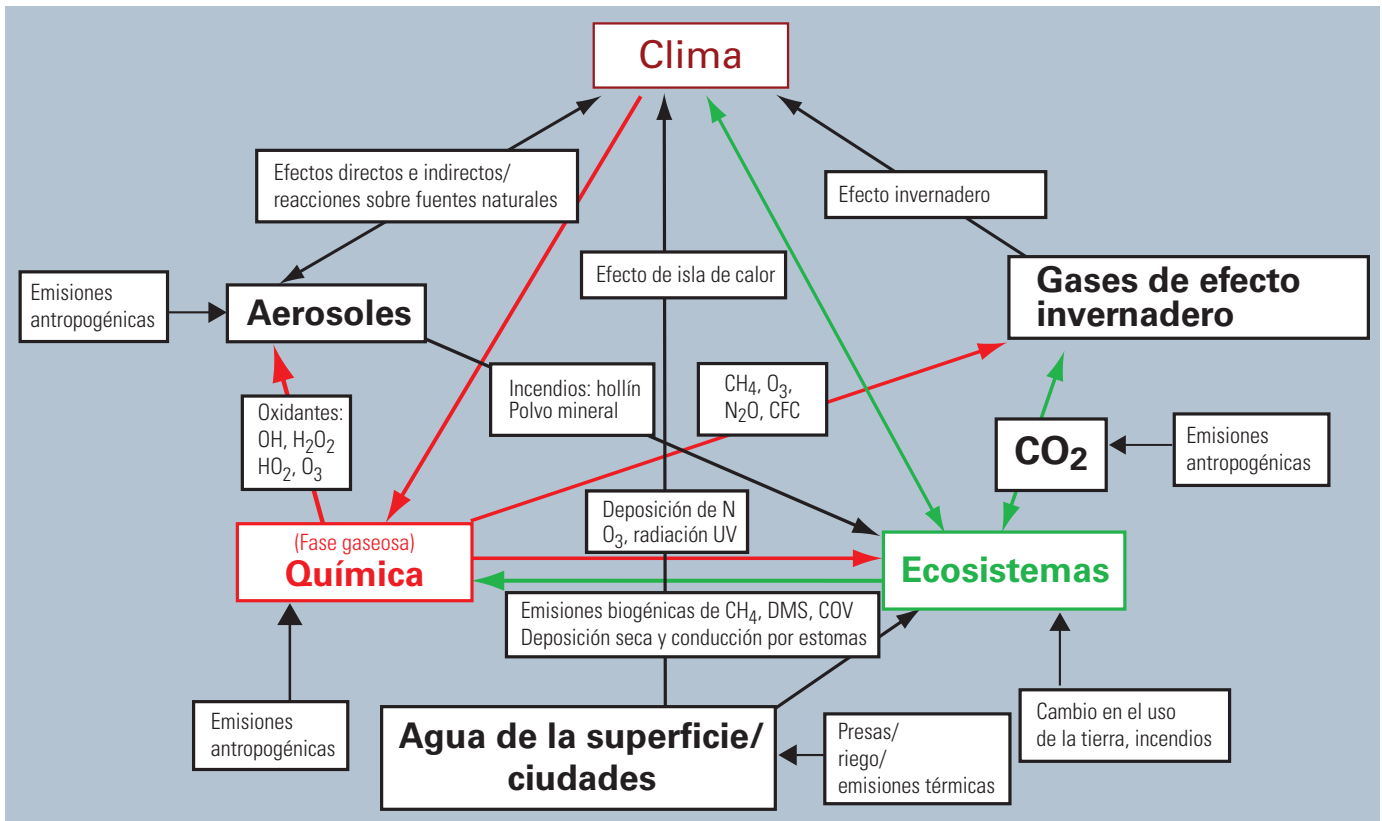 Clima
Efectos directos e indirectos/
reacciones sobre fuentes naturales
Efecto invernadero
Efecto de isla de calor
Emisiones
antropogénicas
Aerosoles
Gases de efecto
invernadero
Incendios: hollín
Polvo mineral
CH4, O3,
N2O, CFC
Oxidantes:
OH, H2O2
HO2, O3
CO2
Emisiones
antropogénicas
Deposición de N
O3, radiación UV
(Fase gaseosa)
Química
Ecosistemas
Emisiones biogénicas de CH4, DMS, COV
Deposición seca y conducción por estomas
Emisiones
antropogénicas
Agua de la superficie/
ciudades
Presas/
riego/
emisiones térmicas
Cambio en el uso
de la tierra, incendios